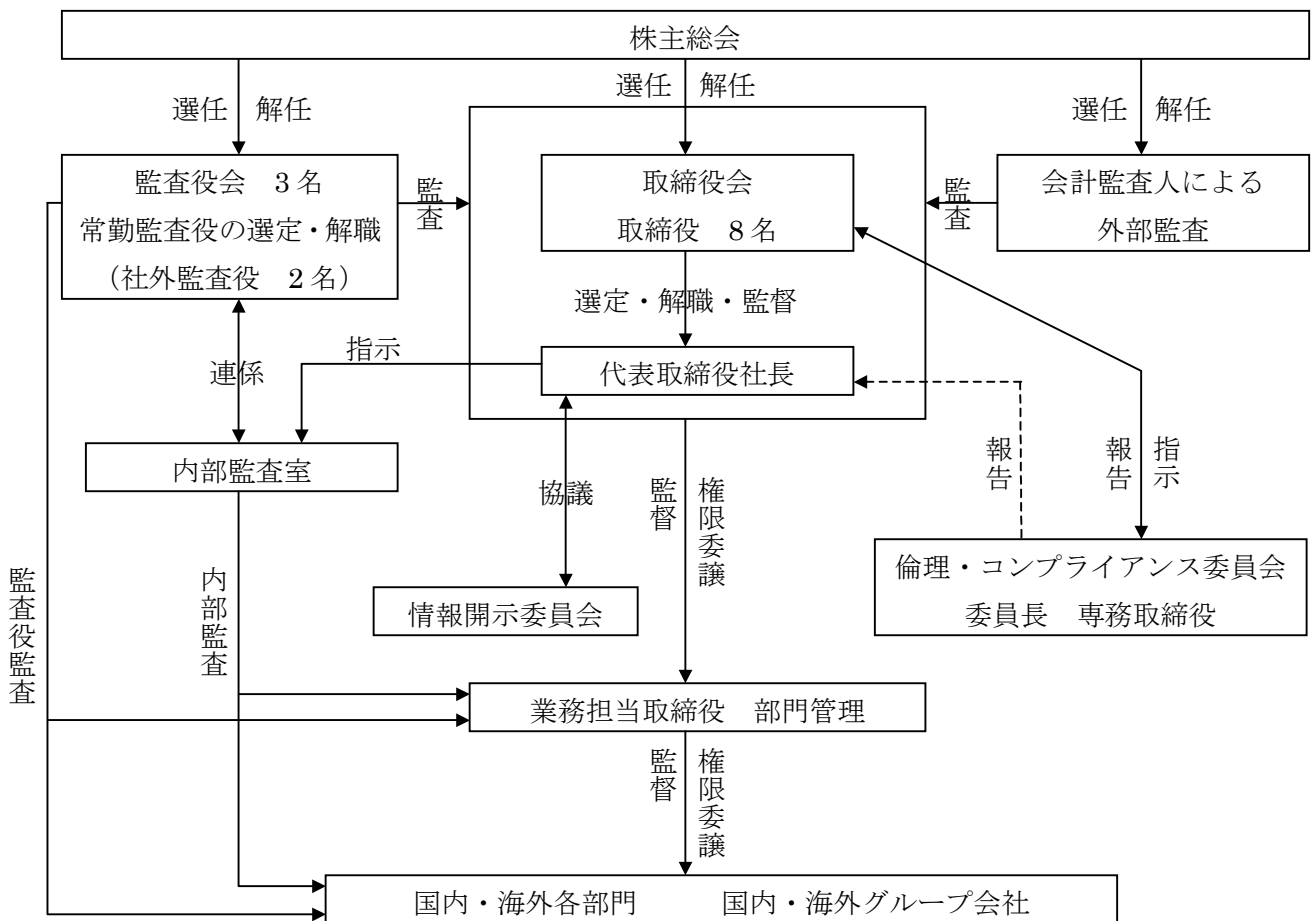 株主総会
選任 解任
選任 解任
選任 解任
監査役会 3名
常勤監査役の選定・解職
(社外監査役 2名)
監査
取締役会
取締役 8名
監査
会計監査人による
外部監査
選定・解職・監督
指示
代表取締役社長
連係
内部監査室
協議
監督
権限委譲
報告
報告
指示
倫理・コンプライアンス委員会
委員長 専務取締役
情報開示委員会
監査役監査
内部監査
業務担当取締役 部門管理
監督
権限委譲
国内・海外各部門 国内・海外グループ会社